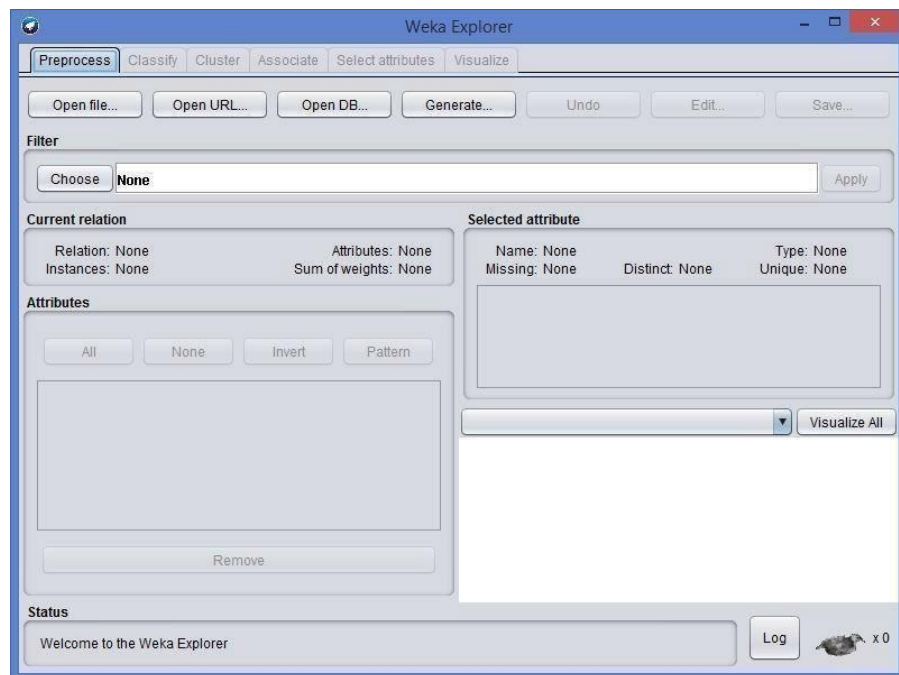 Weka Explorer
Preprocess Classify Cluster Associate Select attributes Visualize
Open file... Open URL... Open DB... Generate... Undo Edit... Save...
Filter
Choose None Apply
Current relation
Relation: None Attributes: None
Instances: None Sum of weights: None
Selected attribute
Name: None Type: None
Missing: None Distinct: None Unique: None
Attributes
All None Invert Pattern
Remove
Visualize All
Status
Welcome to the Weka Explorer
Log x 0